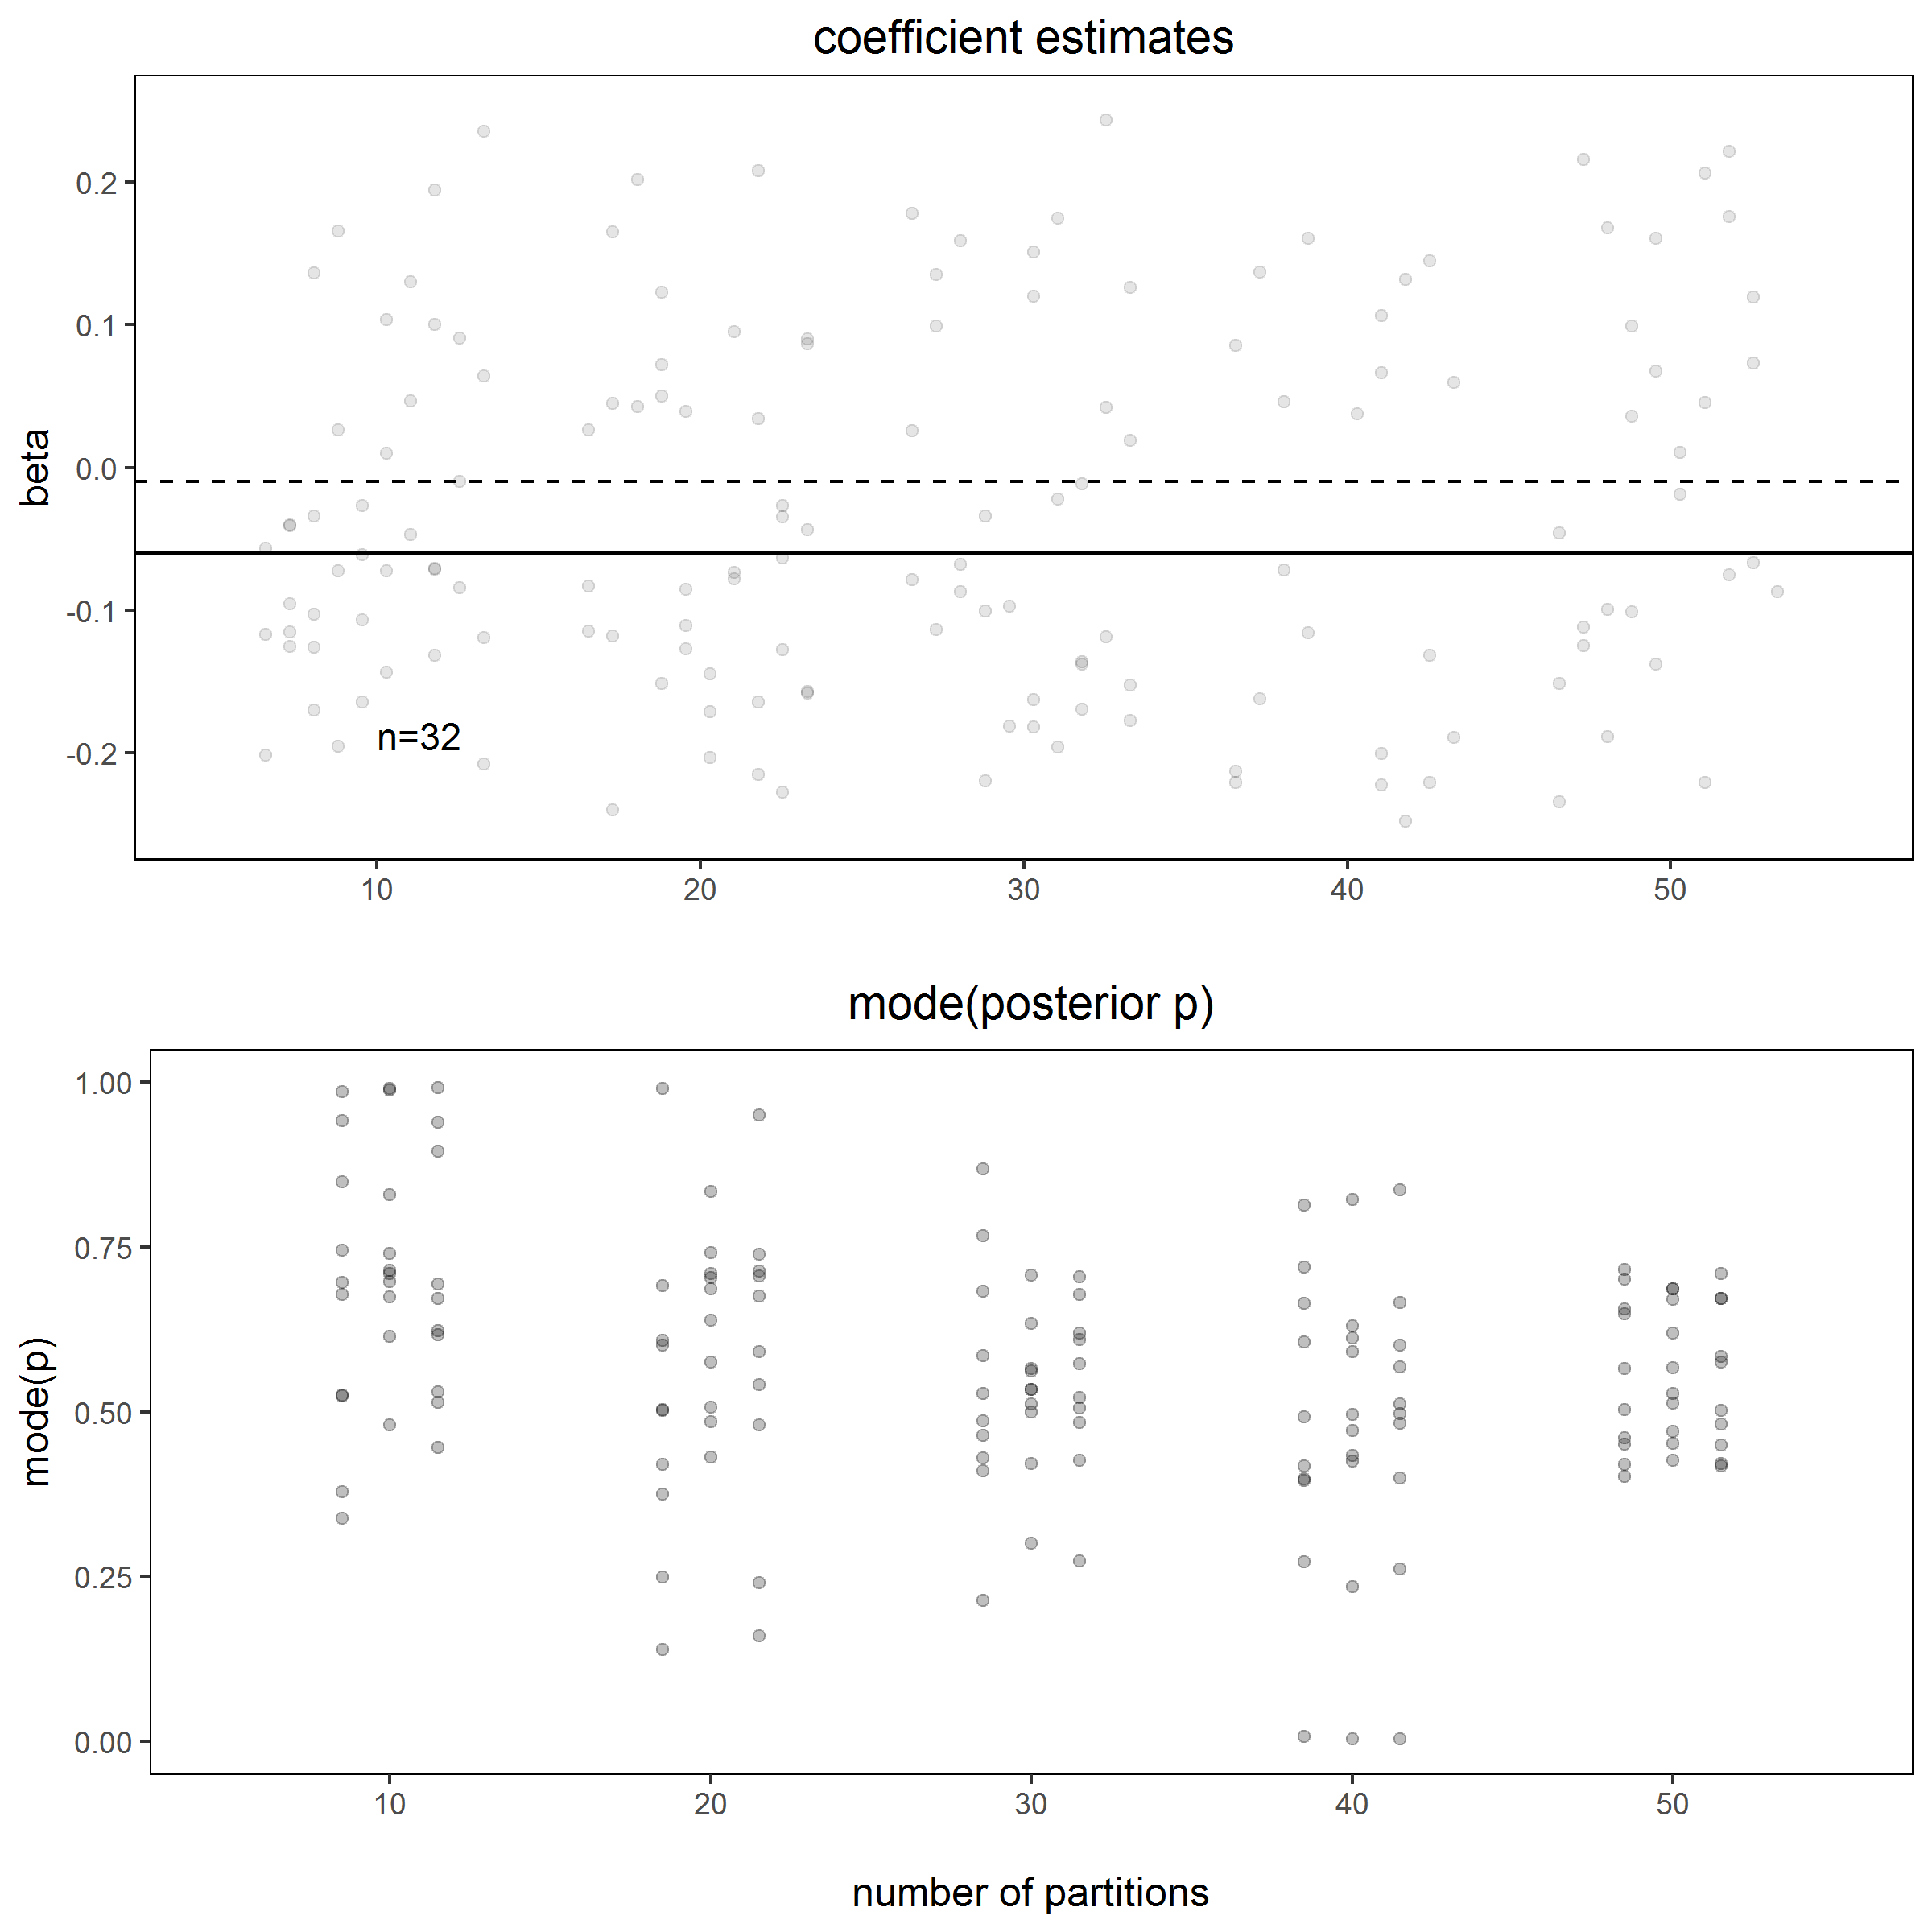 coefficient estimates
beta
0.2
0.1
0.0
-0.1
-0.2
n=32
10 20 30 40 50
mode(posterior p)
mode(p)
1.00
0.75
0.50
0.25
0.00
10 20 30 40 50
number of partitions